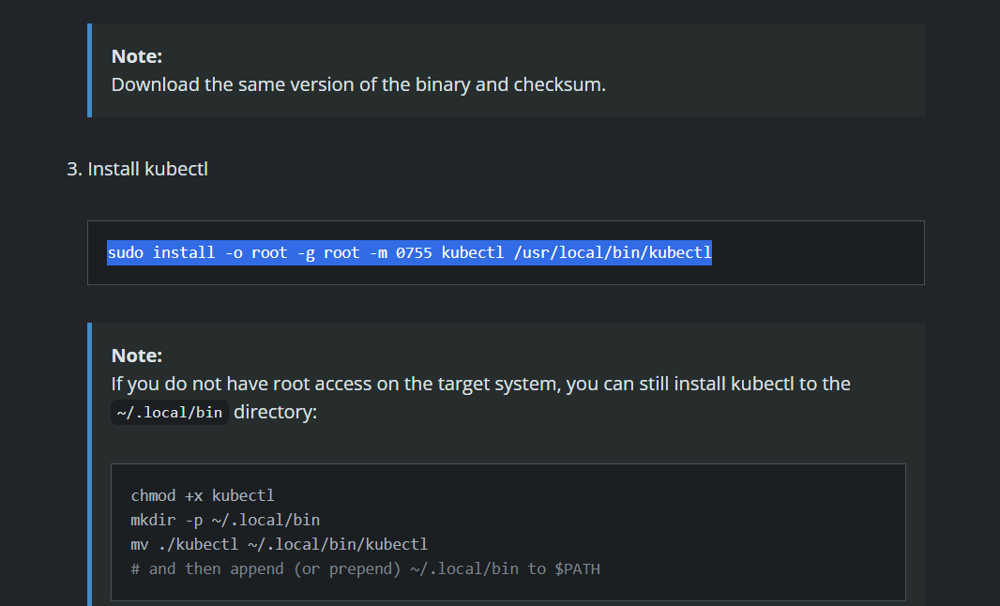 Note:
Download the same version of the binary and checksum.
3. Install kubectl
sudo install -o root -g root -m 0755 kubectl /usr/local/bin/kubectl
Note:
If you do not have root access on the target system, you can still install kubectl to the
~/.local/bin directory:
chmod +x kubectl
mkdir -p ~/.local/bin
mv ./kubectl ~/.local/bin/kubectl
# and then append (or prepend) ~/.local/bin to $PATH